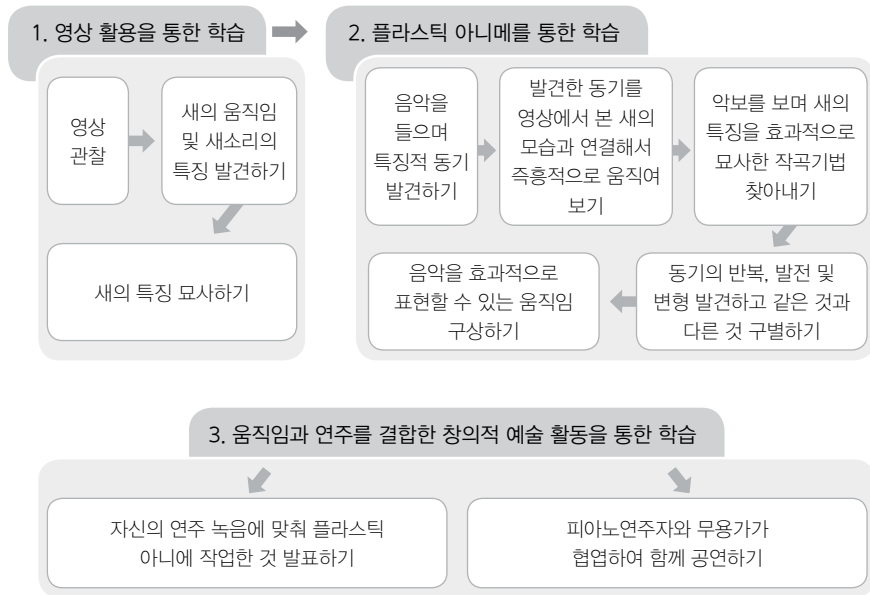 1. 영상 활용을 통한 학습
영상
관찰
새의 움직임
및 새소리의
특징 발견하기
새의 특징 묘사하기
2. 플라스틱 아니메를 통한 학습
음악을
들으며
특징적 동기
발견하기
발견한 동기를
영상에서 본 새의
모습과 연결해서
즉흥적으로 움직여
보기
악보를 보며 새의
특징을 효과적으로
묘사한 작곡기법
찾아내기
동기의 반복, 발전 및
변형 발견하고 같은 것과
다른 것 구별하기
음악을 효과적으로
표현할 수 있는 움직임
구상하기
3. 움직임과 연주를 결합한 창의적 예술 활동을 통한 학습
자신의 연주 녹음에 맞춰 플라스틱
아니에 작업한 것 발표하기
피아노연주자와 무용가가
협엽하여 함께 공연하기